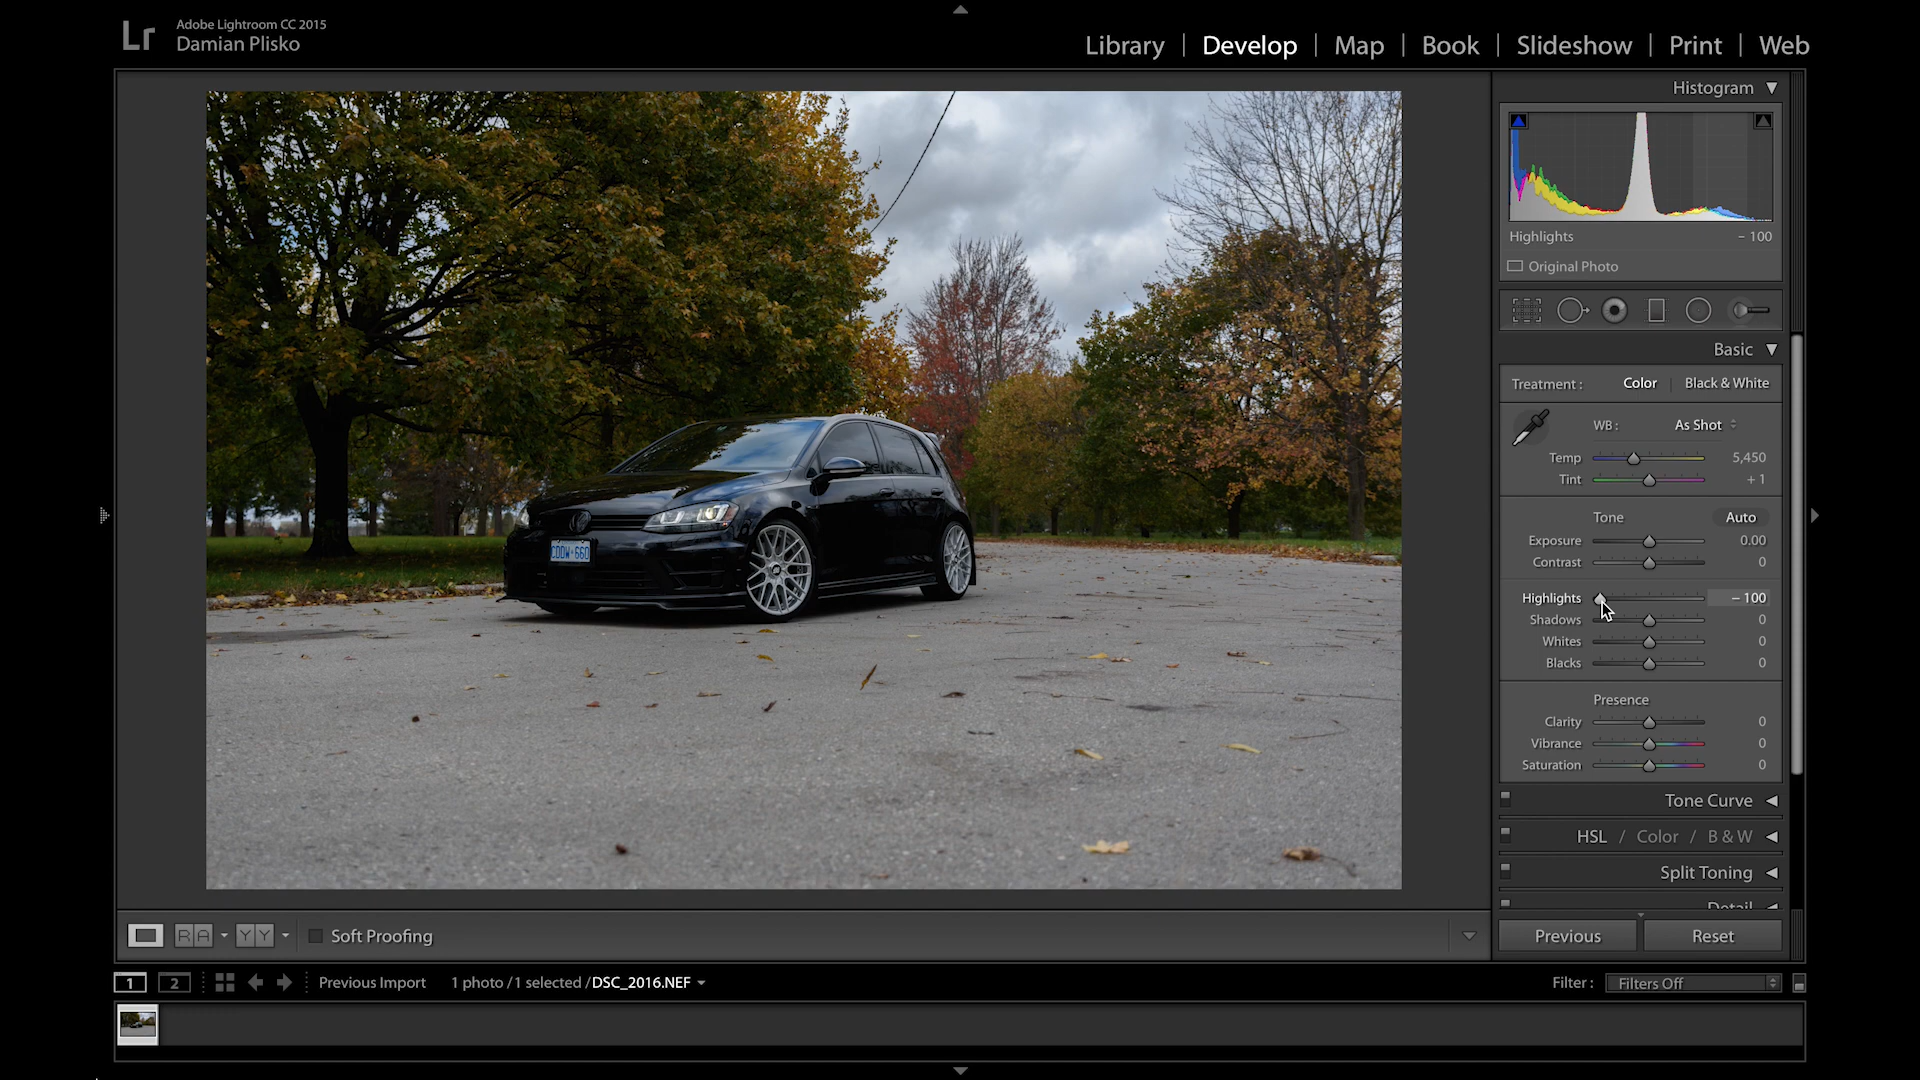 Lr
Adobe Lightroom CC 2015
Damian Plisko
Library | Develop | Map | Book | Slideshow | Print | Web
Histogram
Highlights – 100
Original Photo
Basic
Treatment : Color | Black & White
WB : As Shot
Temp 5,450
Tint + 1
Tone Auto
Exposure 0.00
Contrast 0
Highlights – 100
Shadows 0
Whites 0
Blacks 0
Presence
Clarity 0
Vibrance 0
Saturation 0
Tone Curve
HSL / Color / B & W
Split Toning
Detail
CDDW 660
R A Y Y Soft Proofing
Previous Reset
1 2 Previous Import 1 photo / 1 selected / DSC_2016.NEF
Filter : Filters Off